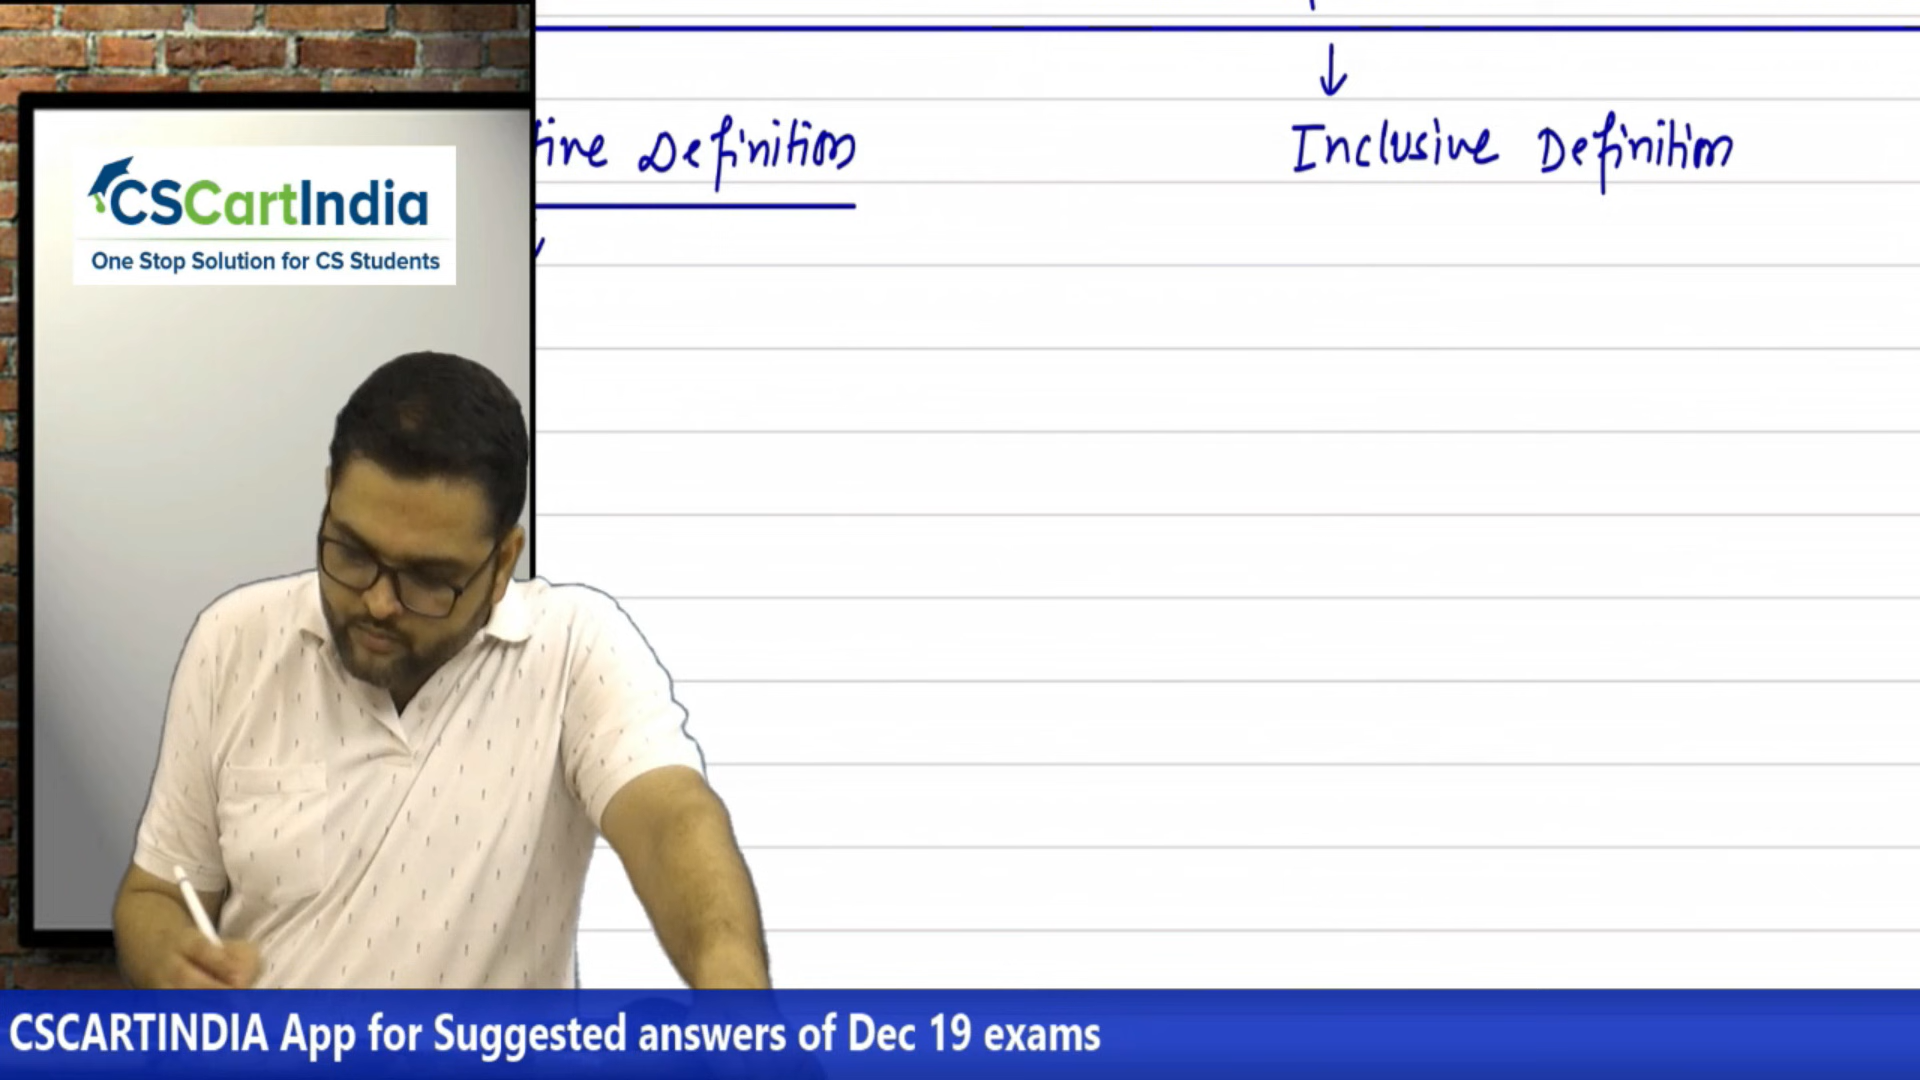 CSCartIndia
One Stop Solution for CS Students
Definition
Inclusive Definition
CSCARTINDIA App for Suggested answers of Dec 19 exams